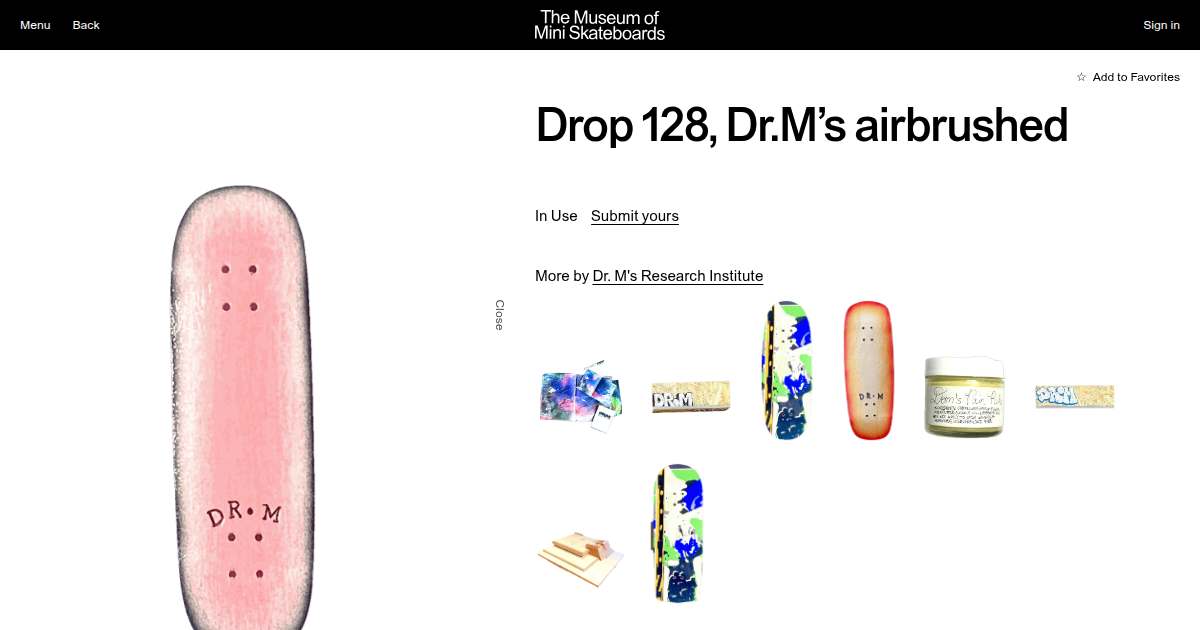 Menu
Back
The Museum of
Mini Skateboards
Sign in
☆ Add to Favorites
Drop 128, Dr.M’s airbrushed
In Use Submit yours
More by Dr. M's Research Institute
Close
DR•M
DR•M
DR•M